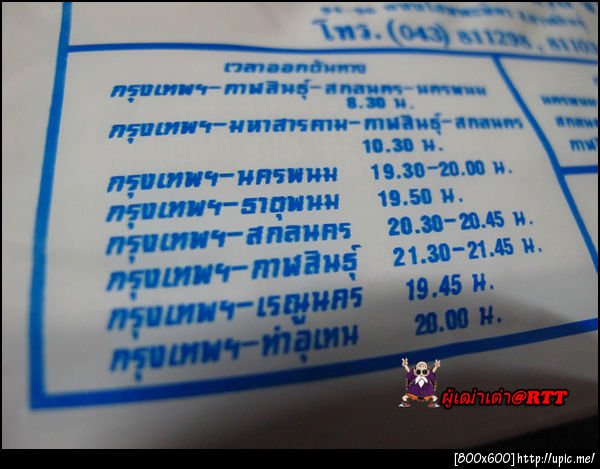 โทร. (043) 811298, 8110
เวลาออกต้นทาง
กรุงเทพฯ-กาฬสินธุ์-สกลนคร-นครพนม
8.30 น.
กรุงเทพฯ-มหาสารคาม-กาฬสินธุ์-สกลนคร
10.30 น.
กรุงเทพฯ-นครพนม 19.30-20.00 น.
กรุงเทพฯ-ธาตุพนม 19.50 น.
กรุงเทพฯ-สกลนคร 20.30-20.45 น.
กรุงเทพฯ-กาฬสินธุ์ 21.30-21.45 น.
กรุงเทพฯ-เรณูนคร 19.45 น.
กรุงเทพฯ-ท่าอุเทน 20.00 น.
ผู้เฒ่าเต่า@RTT
[800x600] http://upic.me/